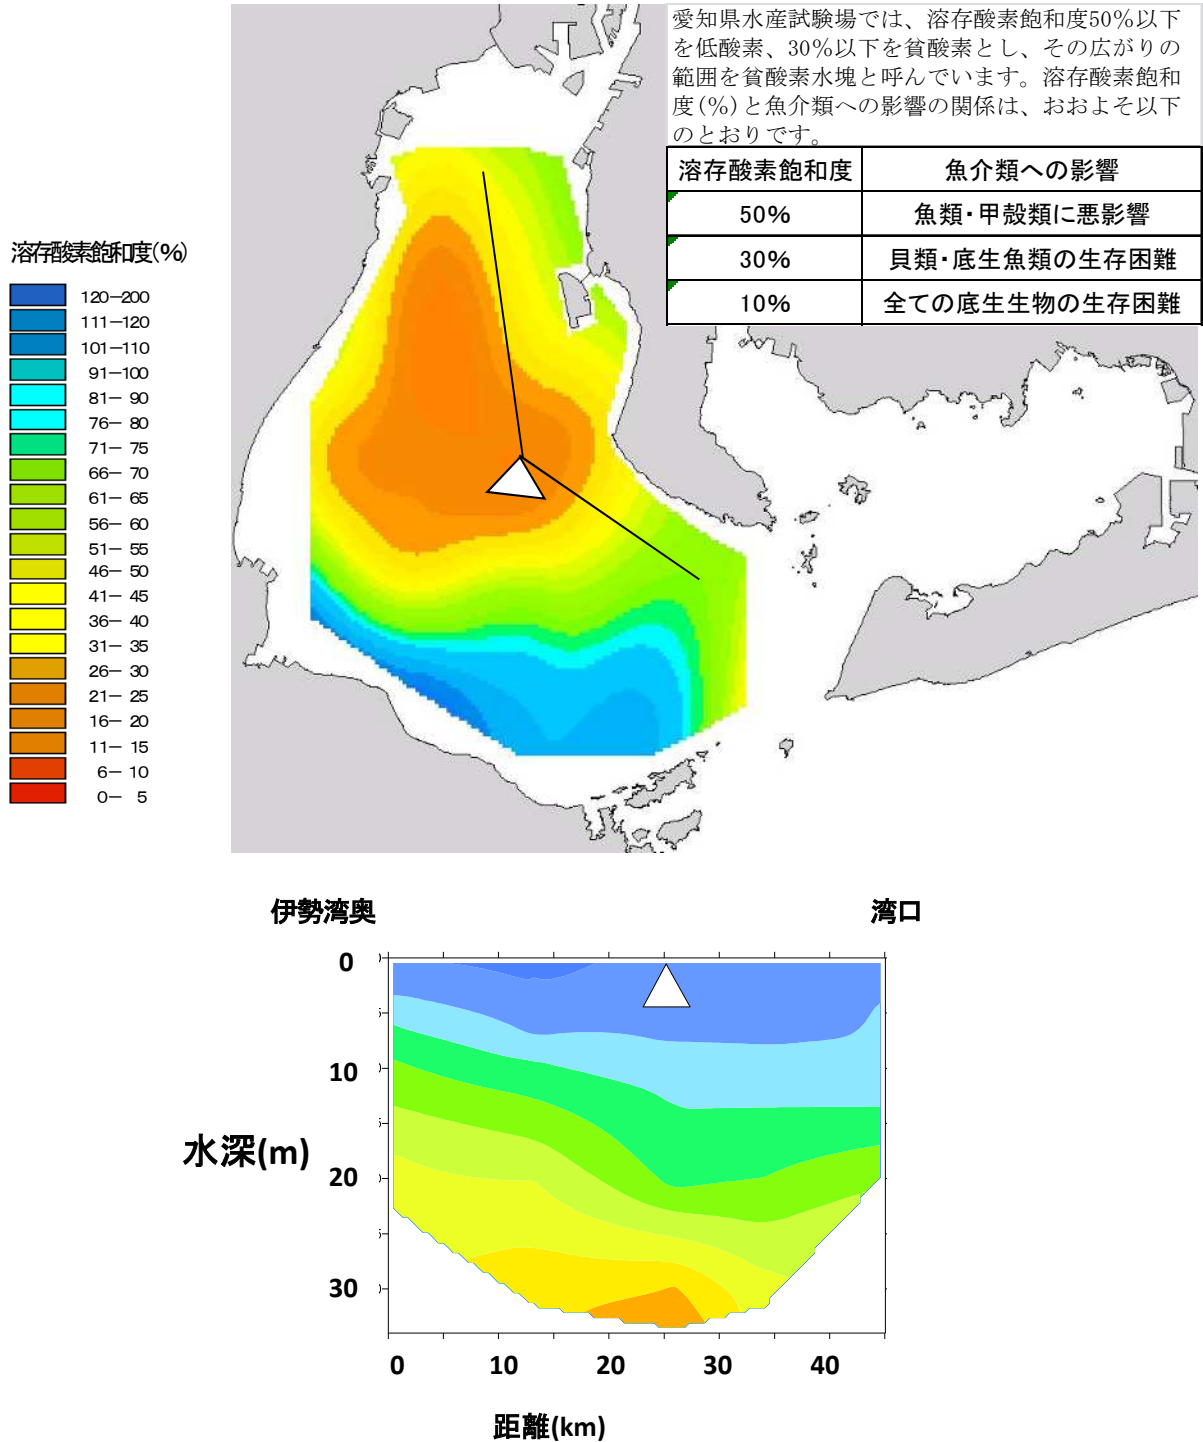 愛知県水産試験場では、溶存酸素飽和度50%以下
を低酸素、30%以下を貧酸素とし、その広がりの
範囲を貧酸素水塊と呼んでいます。溶存酸素飽和
度(%)と魚介類への影響の関係は、おおよそ以下
のとおりです。
溶存酸素飽和度 魚介類への影響
50% 魚類・甲殻類に悪影響
30% 貝類・底生魚類の生存困難
10% 全ての底生生物の生存困難
溶存酸素飽和度(%)
120-200
111-120
101-110
91-100
81- 90
76- 80
71- 75
66- 70
61- 65
56- 60
51- 55
46- 50
41- 45
36- 40
31- 35
26- 30
21- 25
16- 20
11- 15
6- 10
0- 5
伊勢湾奥 湾口
0
10
水深(m)
20
30
0 10 20 30 40
距離(km)